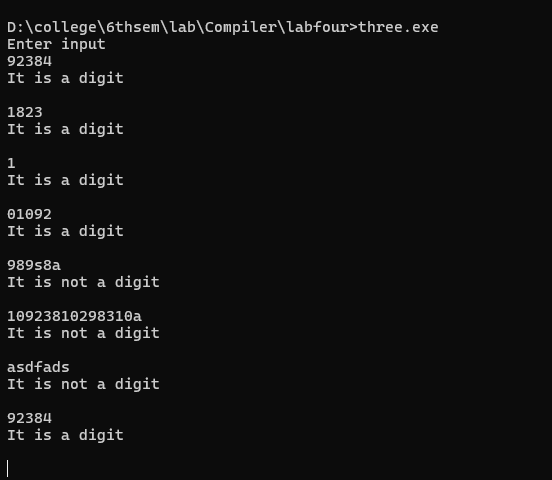 D:\college\6thsem\lab\Compiler\labfour>three.exe
Enter input
92384
It is a digit
1823
It is a digit
1
It is a digit
01092
It is a digit
989s8a
It is not a digit
10923810298310a
It is not a digit
asdfads
It is not a digit
92384
It is a digit